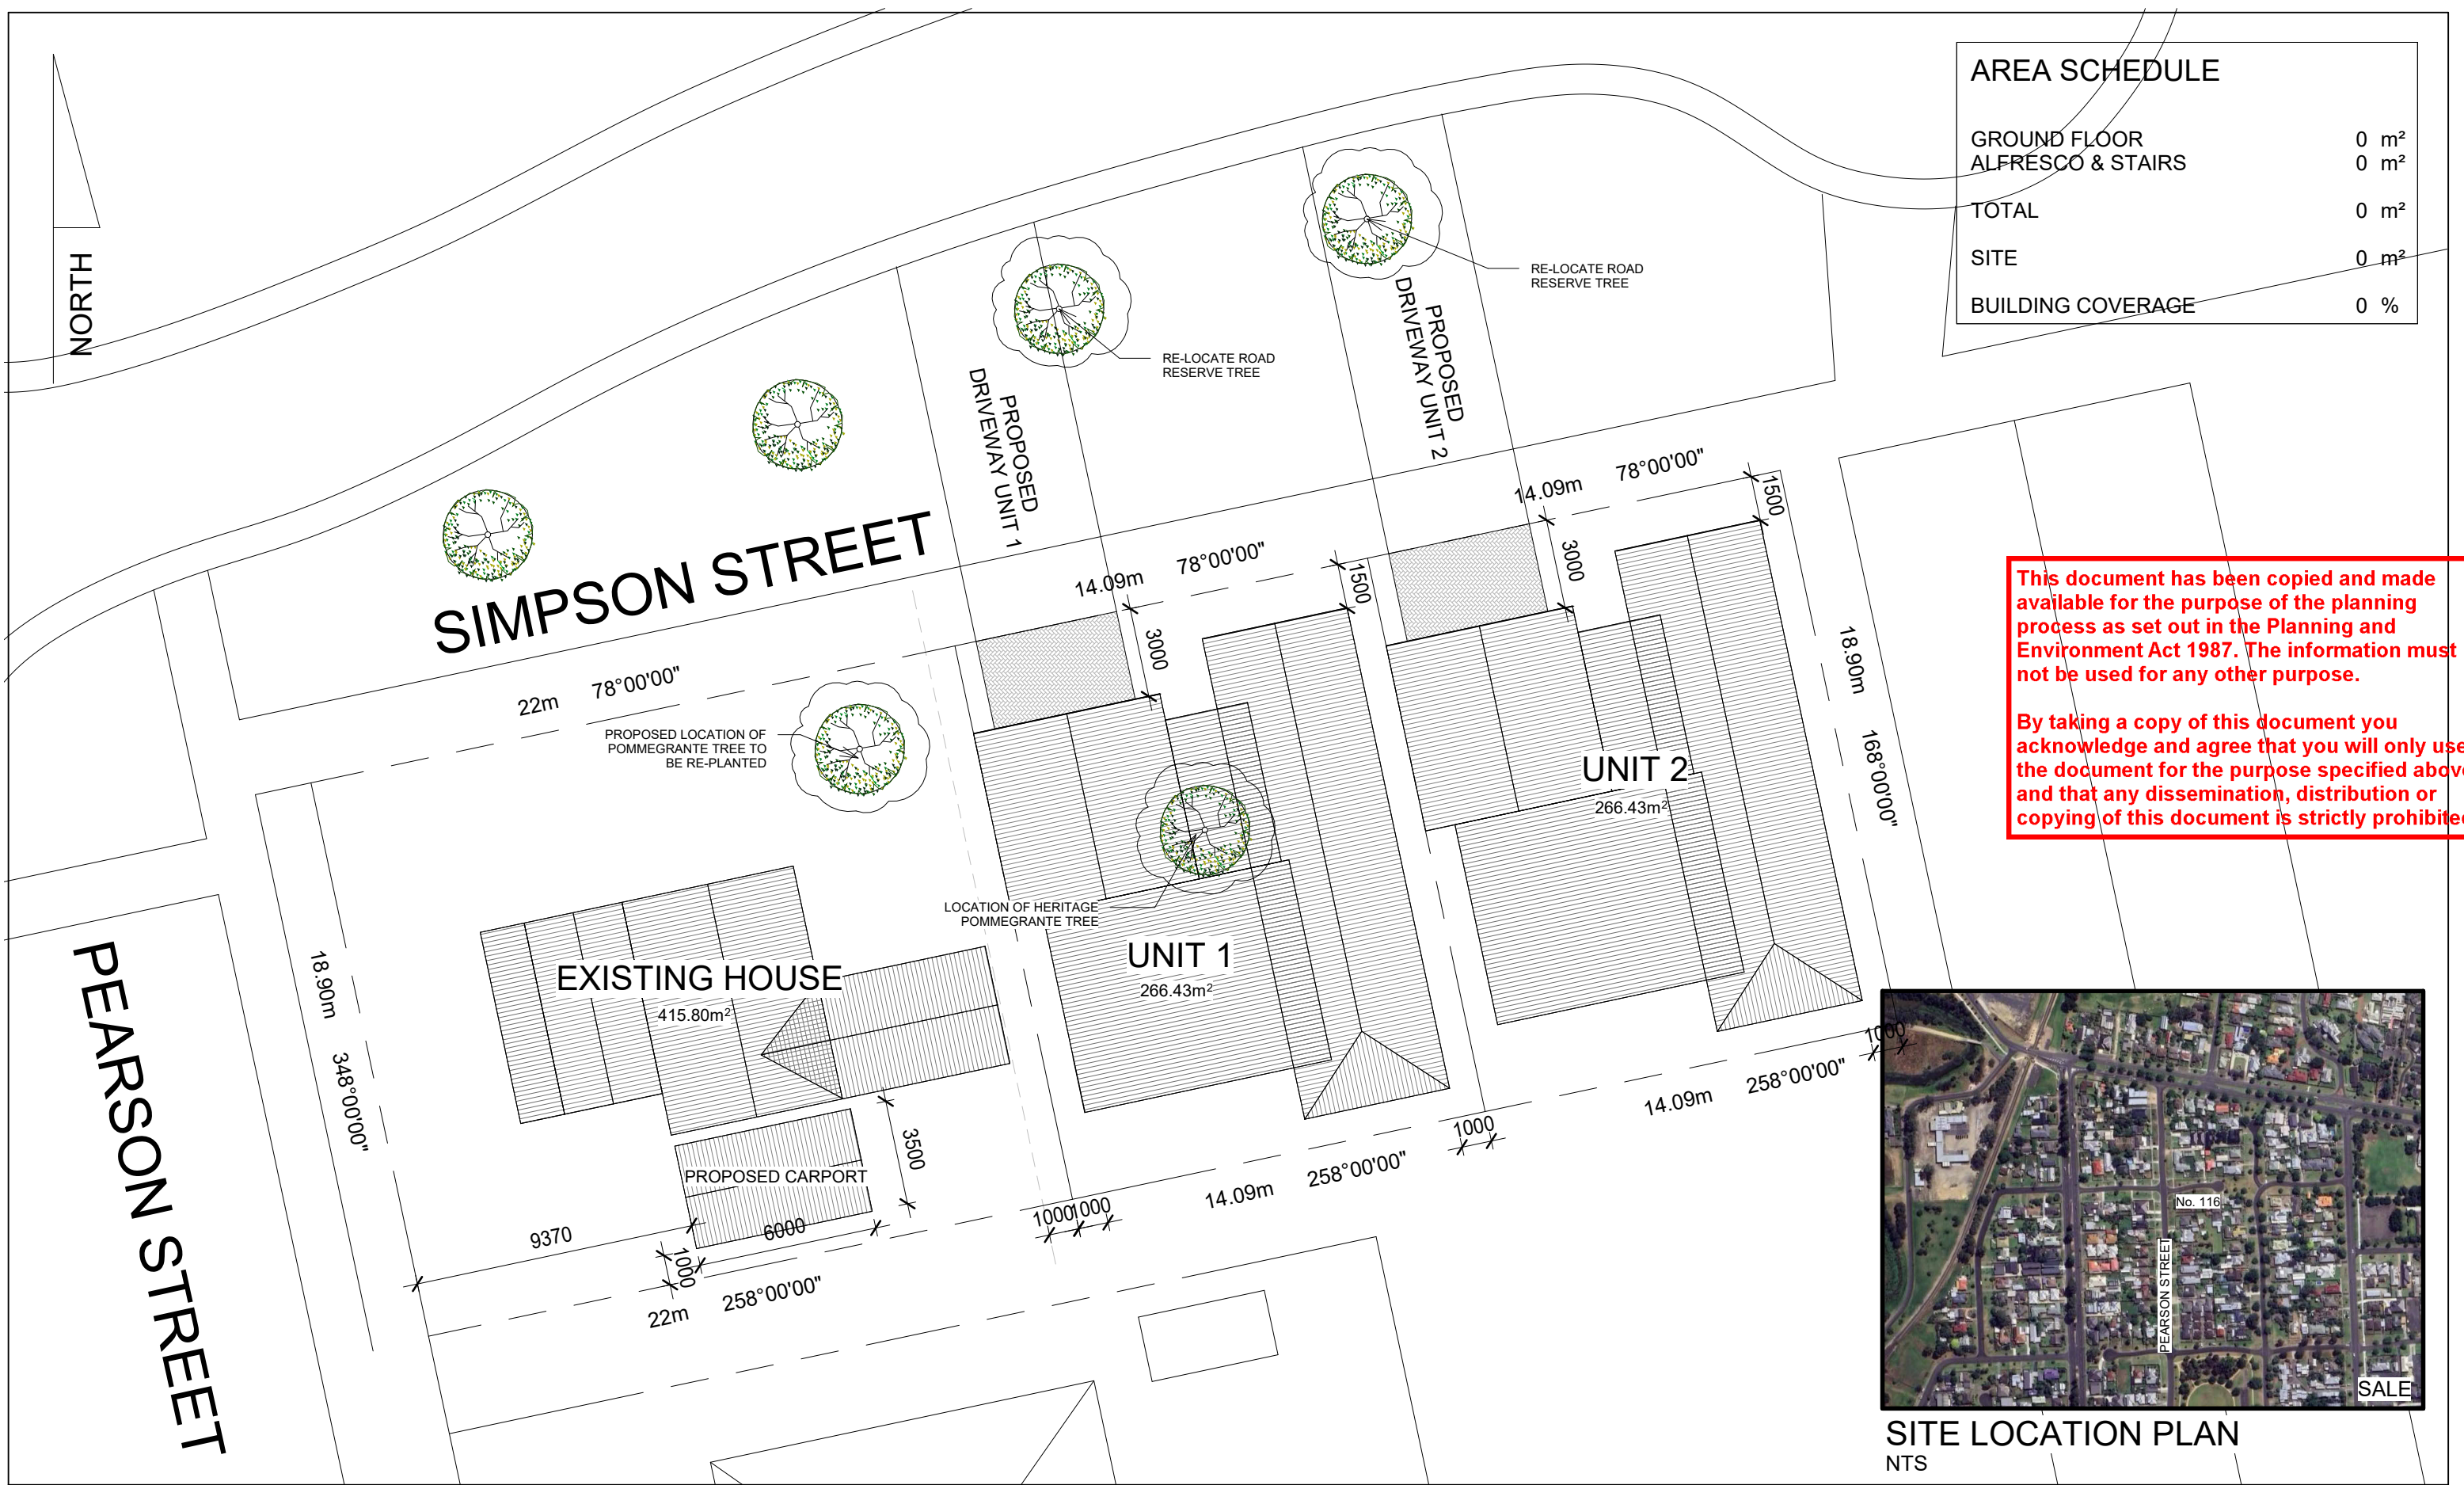 AREA SCHEDULE
GROUND FLOOR 0 m²
ALFRESCO & STAIRS 0 m²
TOTAL 0 m²
SITE 0 m²
BUILDING COVERAGE 0 %
NORTH
RE-LOCATE ROAD
RESERVE TREE
RE-LOCATE ROAD
RESERVE TREE
PROPOSED
DRIVEWAY UNIT 1
PROPOSED
DRIVEWAY UNIT 2
SIMPSON STREET
14.09m 78°00'00"
1500
3000
14.09m 78°00'00"
1500
3000
22m 78°00'00"
PROPOSED LOCATION OF
POMMEGRANTE TREE TO
BE RE-PLANTED
This document has been copied and made
available for the purpose of the planning
process as set out in the Planning and
Environment Act 1987. The information must
not be used for any other purpose.
By taking a copy of this document you
acknowledge and agree that you will only use
the document for the purpose specified above
and that any dissemination, distribution or
copying of this document is strictly prohibited
18.90m 168°00'00"
UNIT 2
266.43m²
LOCATION OF HERITAGE
POMMEGRANTE TREE
UNIT 1
266.43m²
EXISTING HOUSE
415.80m²
18.90m 348°00'00"
PEARSON STREET
PROPOSED CARPORT
3500
9370
6000
1000
22m 258°00'00"
1000
1000
14.09m 258°00'00"
1000
14.09m 258°00'00"
1000
No. 116
PEARSON STREET
SALE
SITE LOCATION PLAN
NTS